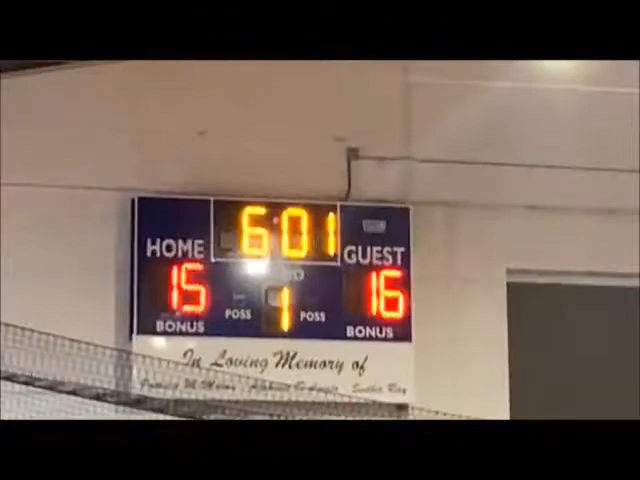 6:01
HOME GUEST
15 1 16
POSS POSS
BONUS BONUS
In Loving Memory of